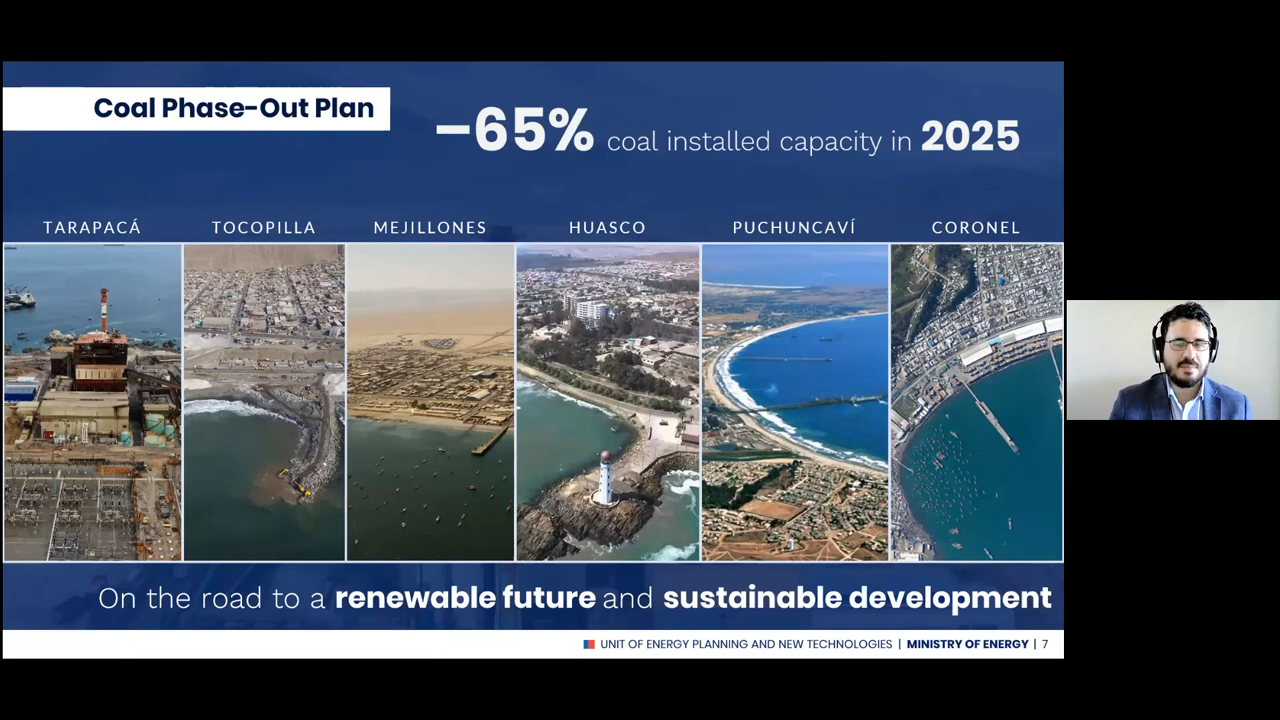 Coal Phase-Out Plan
-65% coal installed capacity in 2025
TARAPACÁ
TOCOPILLA
MEJILLONES
HUASCO
PUCHUNCAVÍ
CORONEL
On the road to a renewable future and sustainable development
UNIT OF ENERGY PLANNING AND NEW TECHNOLOGIES | MINISTRY OF ENERGY | 7